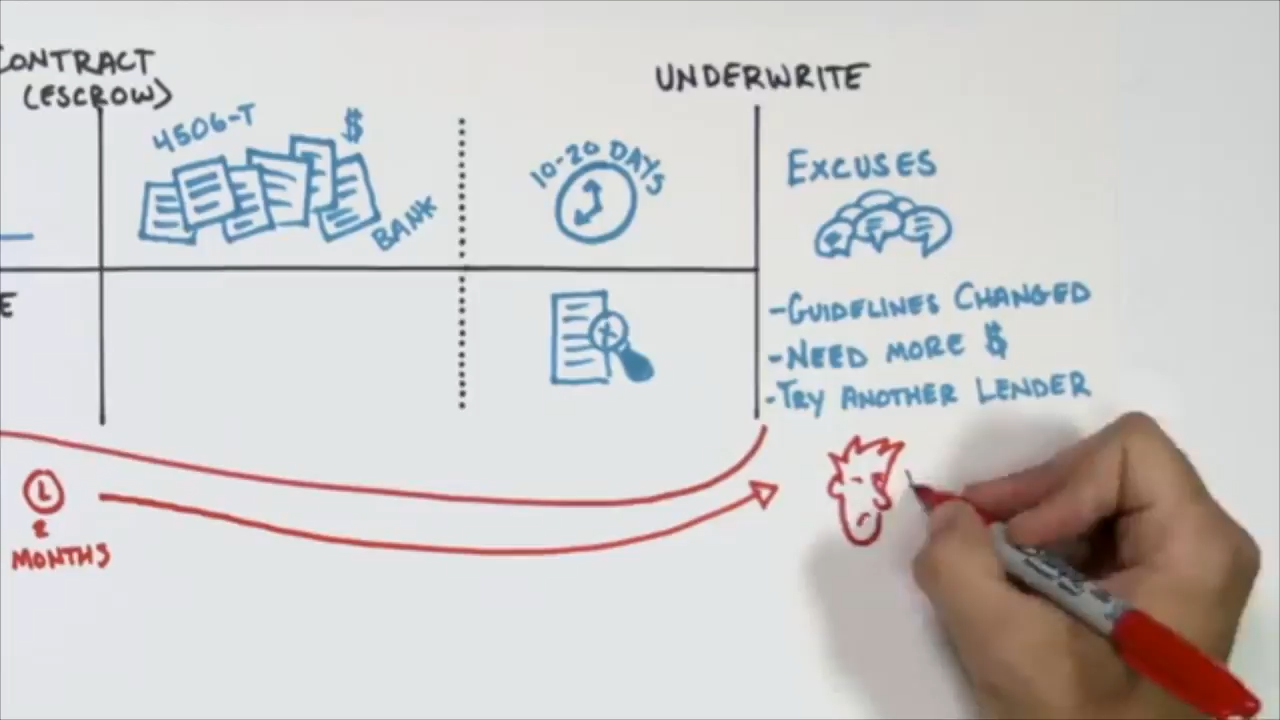 CONTRACT
(ESCROW)
UNDERWRITE
4506-T
$
BANK
10-20 DAYS
EXCUSES
-GUIDELINES CHANGED
-NEED MORE $
-TRY ANOTHER LENDER
E
2
MONTHS